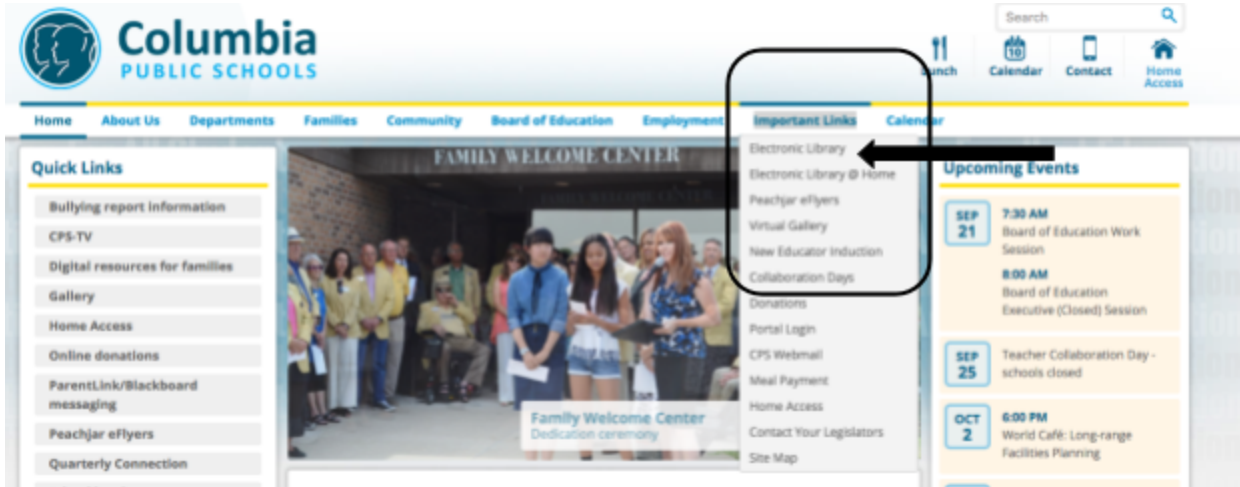 Columbia
PUBLIC SCHOOLS
Search
Lunch
10
Calendar
Contact
Home
Access
Home
About Us
Departments
Families
Community
Board of Education
Employment
Important Links
Calendar
Quick Links
Bullying report information
CPS-TV
Digital resources for families
Gallery
Home Access
Online donations
ParentLink/Blackboard
messaging
Peachjar eFlyers
Quarterly Connection
FAMILY WELCOME CENTER
Family Welcome Center
Dedication ceremony
Electronic Library
Electronic Library @ Home
Peachjar eFlyers
Virtual Gallery
New Educator Induction
Collaboration Days
Donations
Portal Login
CPS Webmail
Meal Payment
Home Access
Contact Your Legislators
Site Map
Upcoming Events
SEP
21
7:30 AM
Board of Education Work
Session
8:00 AM
Board of Education
Executive (Closed) Session
SEP
25
Teacher Collaboration Day -
schools closed
OCT
2
6:00 PM
World Café: Long-range
Facilities Planning